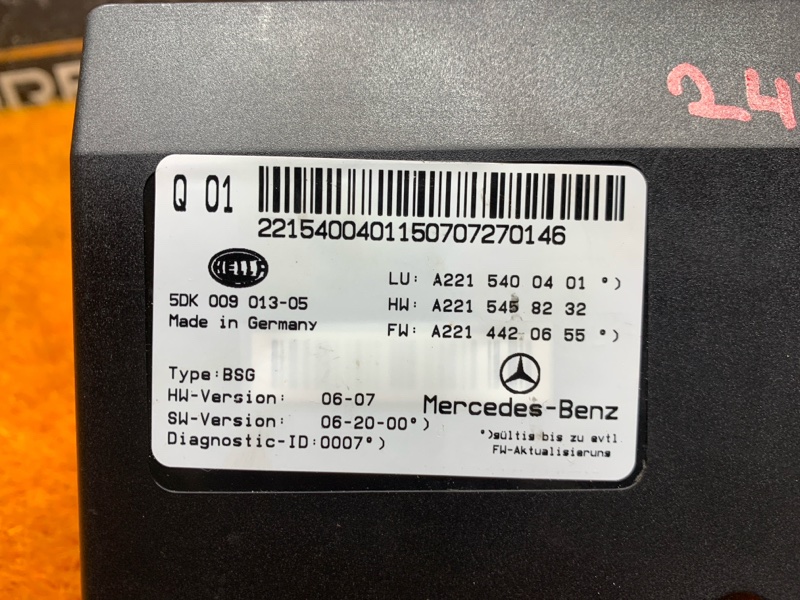 24
Q 01
2215400401150707270146
HELLA
5DK 009 013-05
Made in Germany
LU: A221 540 04 01 °)
HW: A221 545 82 32
FW: A221 442 06 55 °)
Type:BSG
HW-Version: 06-07
SW-Version: 06-20-00°)
Diagnostic-ID:0007°)
Mercedes-Benz
°)gültig bis zu evtl
FW-Aktualisierung